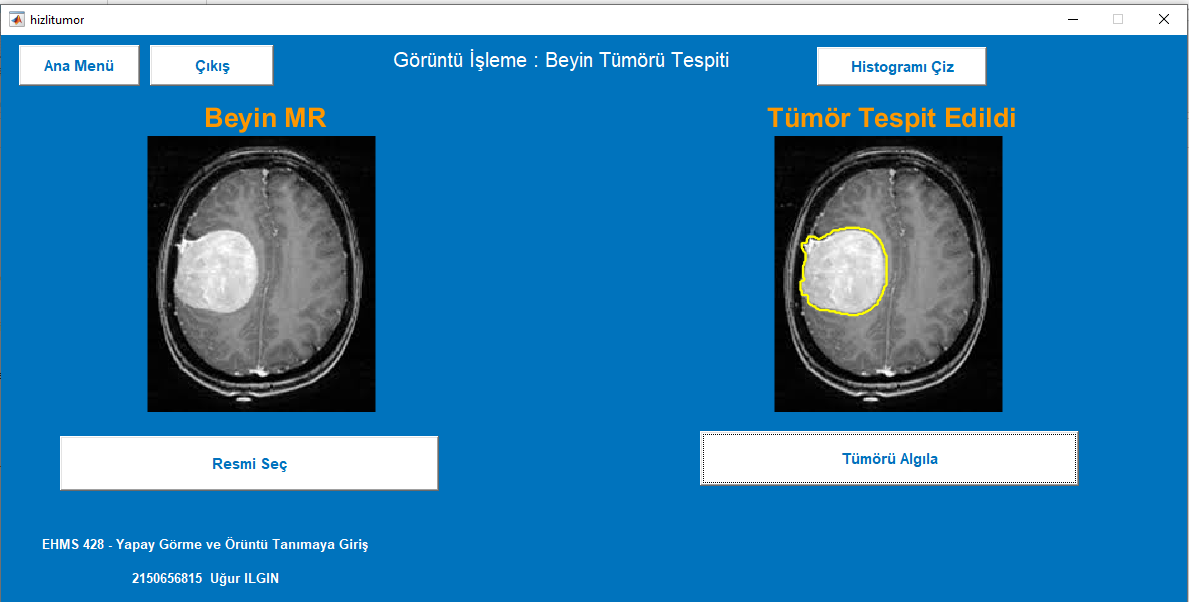 hizlitumor
Ana Menü
Çıkış
Görüntü İşleme : Beyin Tümörü Tespiti
Histogramı Çiz
Beyin MR
Tümör Tespit Edildi
Resmi Seç
Tümörü Algıla
EHMS 428 - Yapay Görme ve Örüntü Tanımaya Giriş
2150656815 Uğur ILGIN